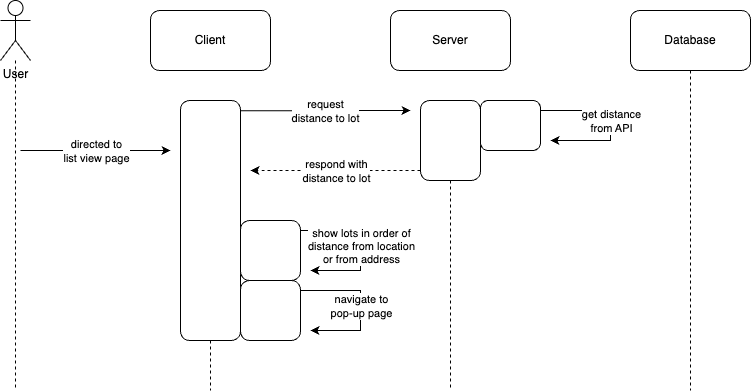 Client
Server
Database
User
request
distance to lot
get distance
from API
directed to
list view page
respond with
distance to lot
show lots in order of
distance from location
or from address
navigate to
pop-up page